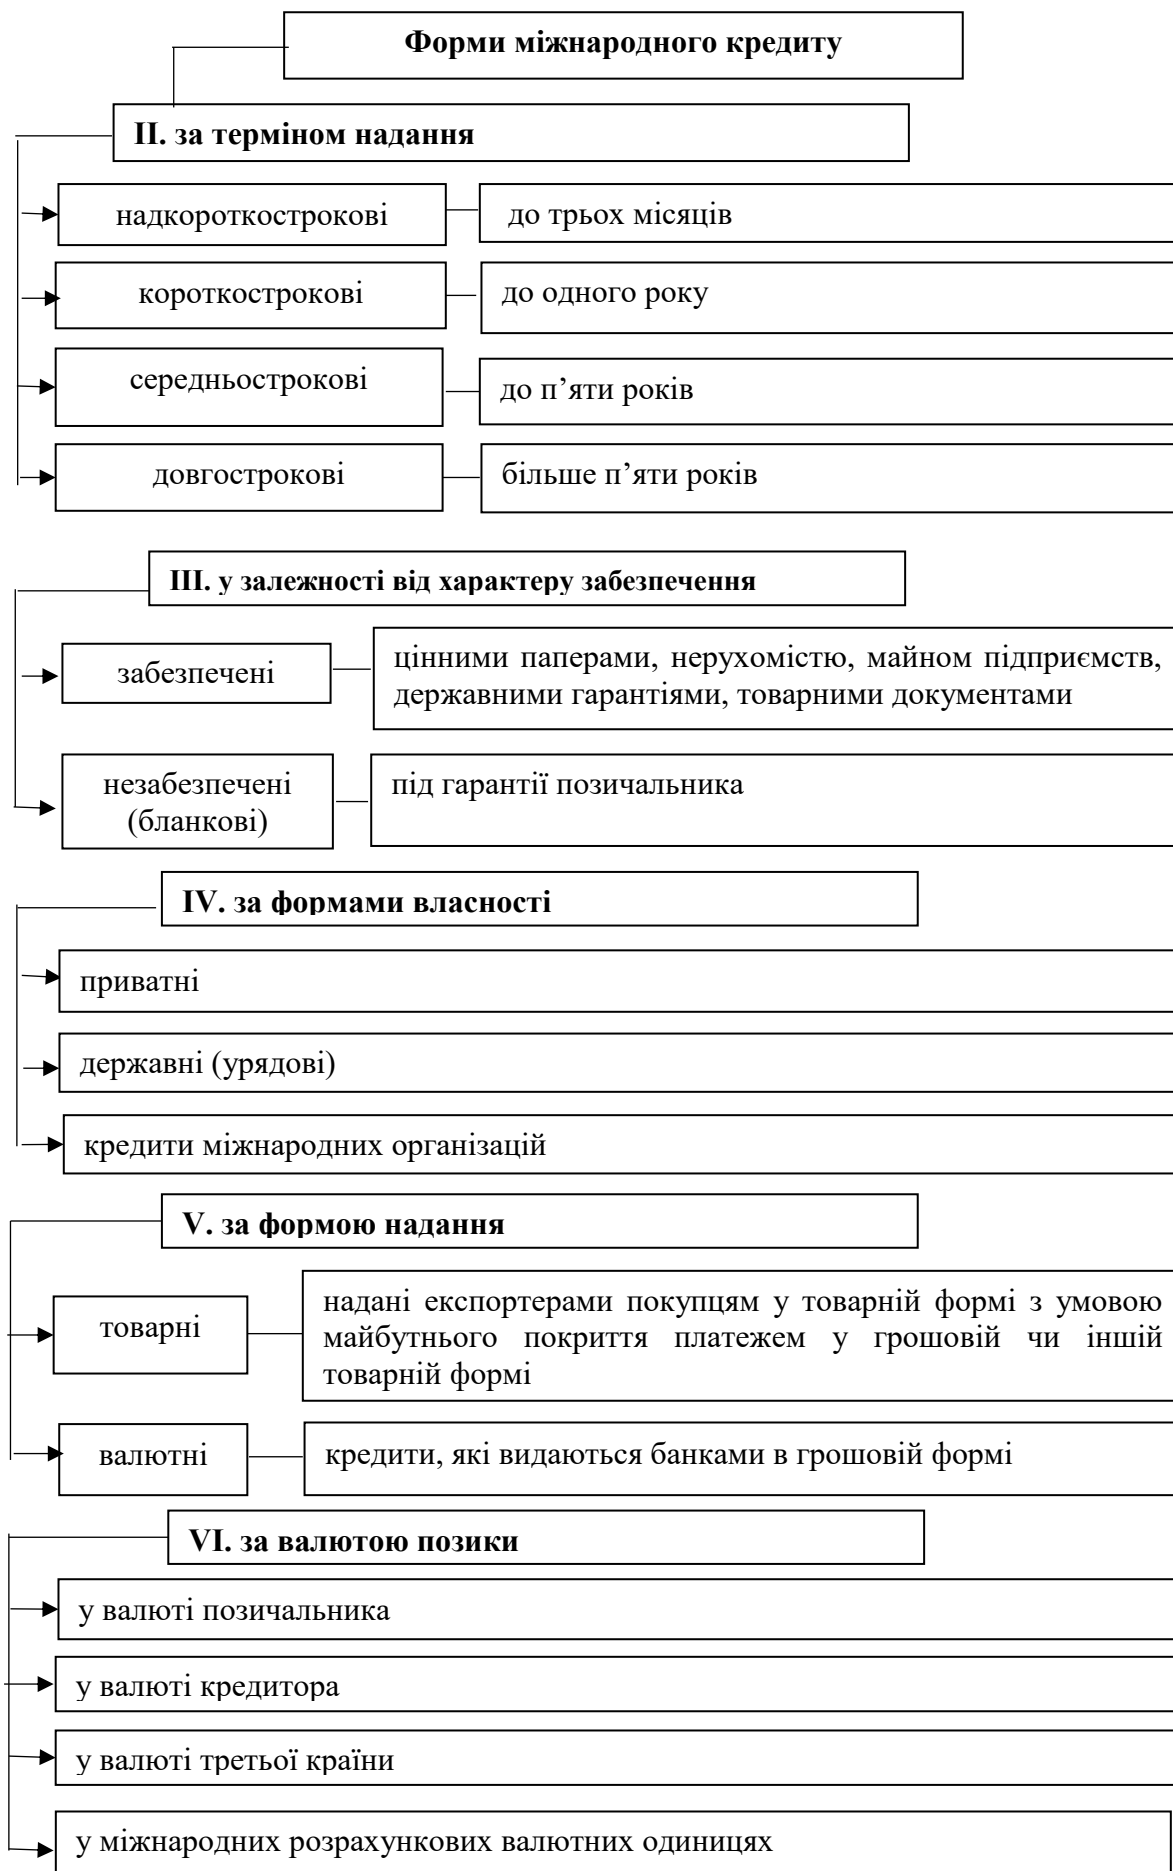 Форми міжнародного кредиту
II. за терміном надання
надкороткострокові
до трьох місяців
короткострокові
до одного року
середньострокові
до п’яти років
довгострокові
більше п’яти років
III. у залежності від характеру забезпечення
забезпечені
цінними паперами, нерухомістю, майном підприємств,
державними гарантіями, товарними документами
незабезпечені
(бланкові)
під гарантії позичальника
IV. за формами власності
приватні
державні (урядові)
кредити міжнародних організацій
V. за формою надання
товарні
надані експортерами покупцям у товарній формі з умовою
майбутнього покриття платежем у грошовій чи іншій
товарній формі
валютні
кредити, які видаються банками в грошовій формі
VI. за валютою позики
у валюті позичальника
у валюті кредитора
у валюті третьої країни
у міжнародних розрахункових валютних одиницях